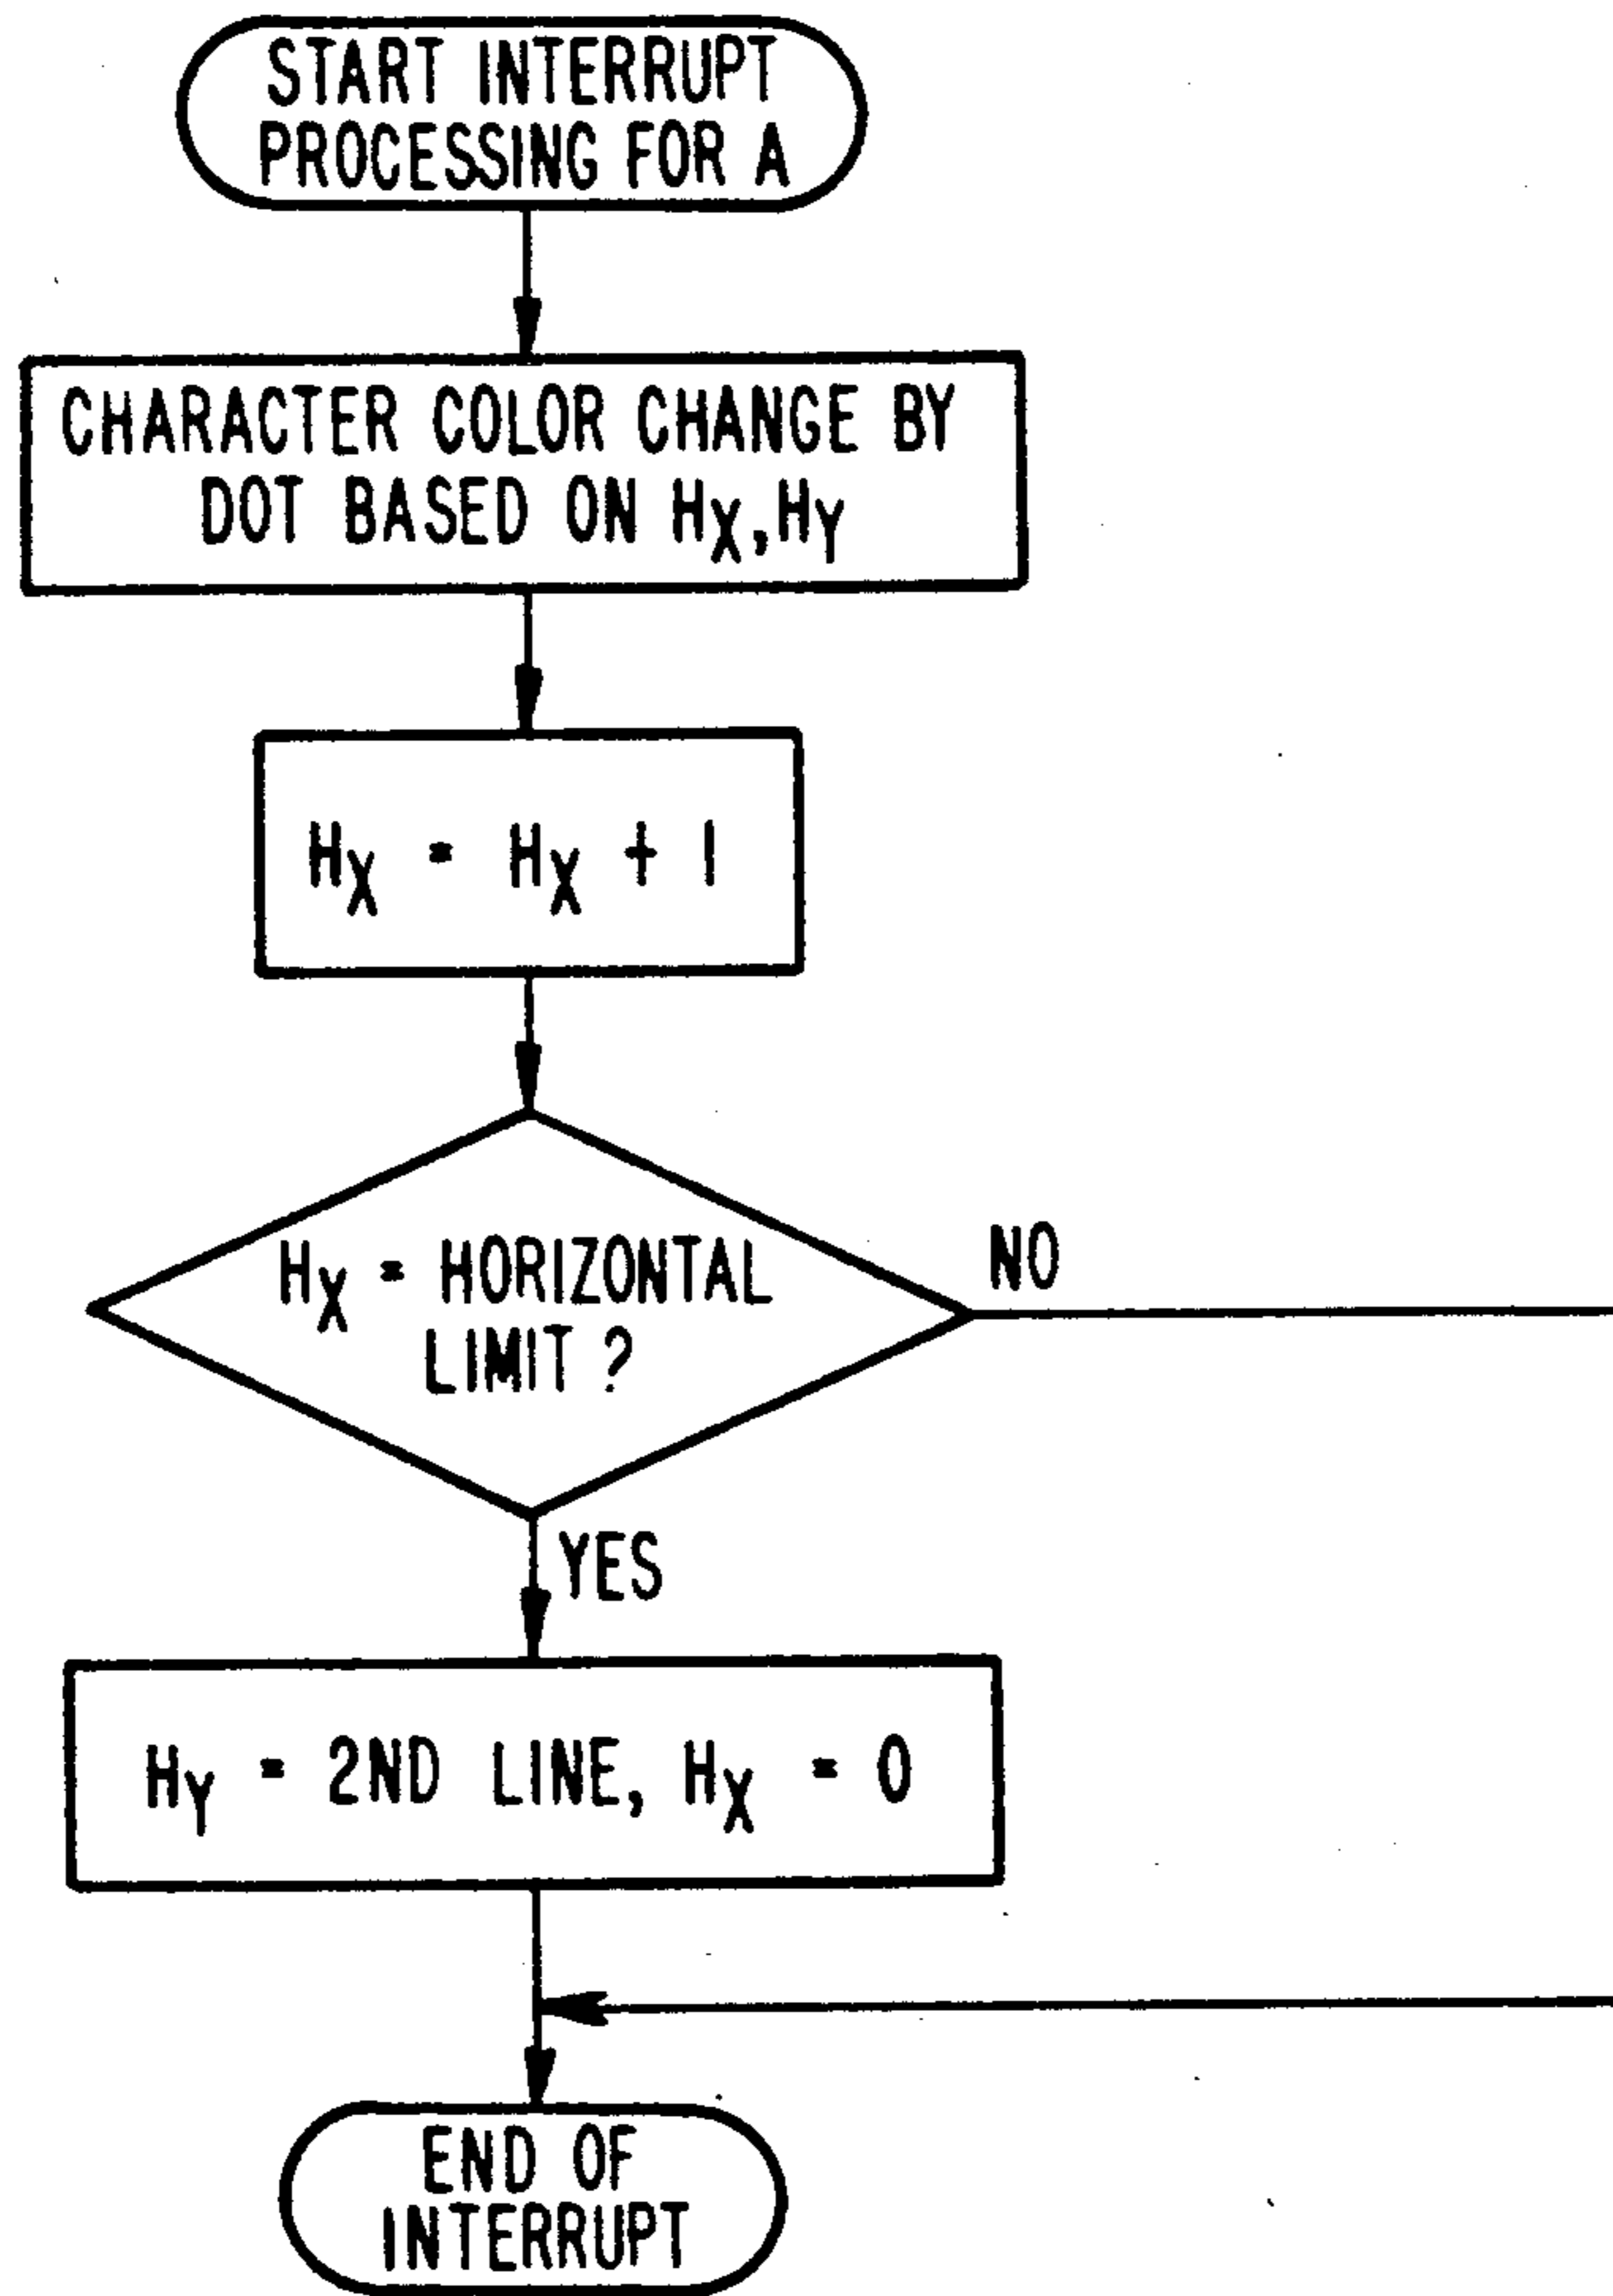 START INTERRUPT
PROCESSING FOR A
CHARACTER COLOR CHANGE BY
DOT BASED ON HX,HY
HX = HX + 1
HX = HORIZONTAL
LIMIT ?
NO
YES
HY = 2ND LINE, HX = 0
END OF
INTERRUPT